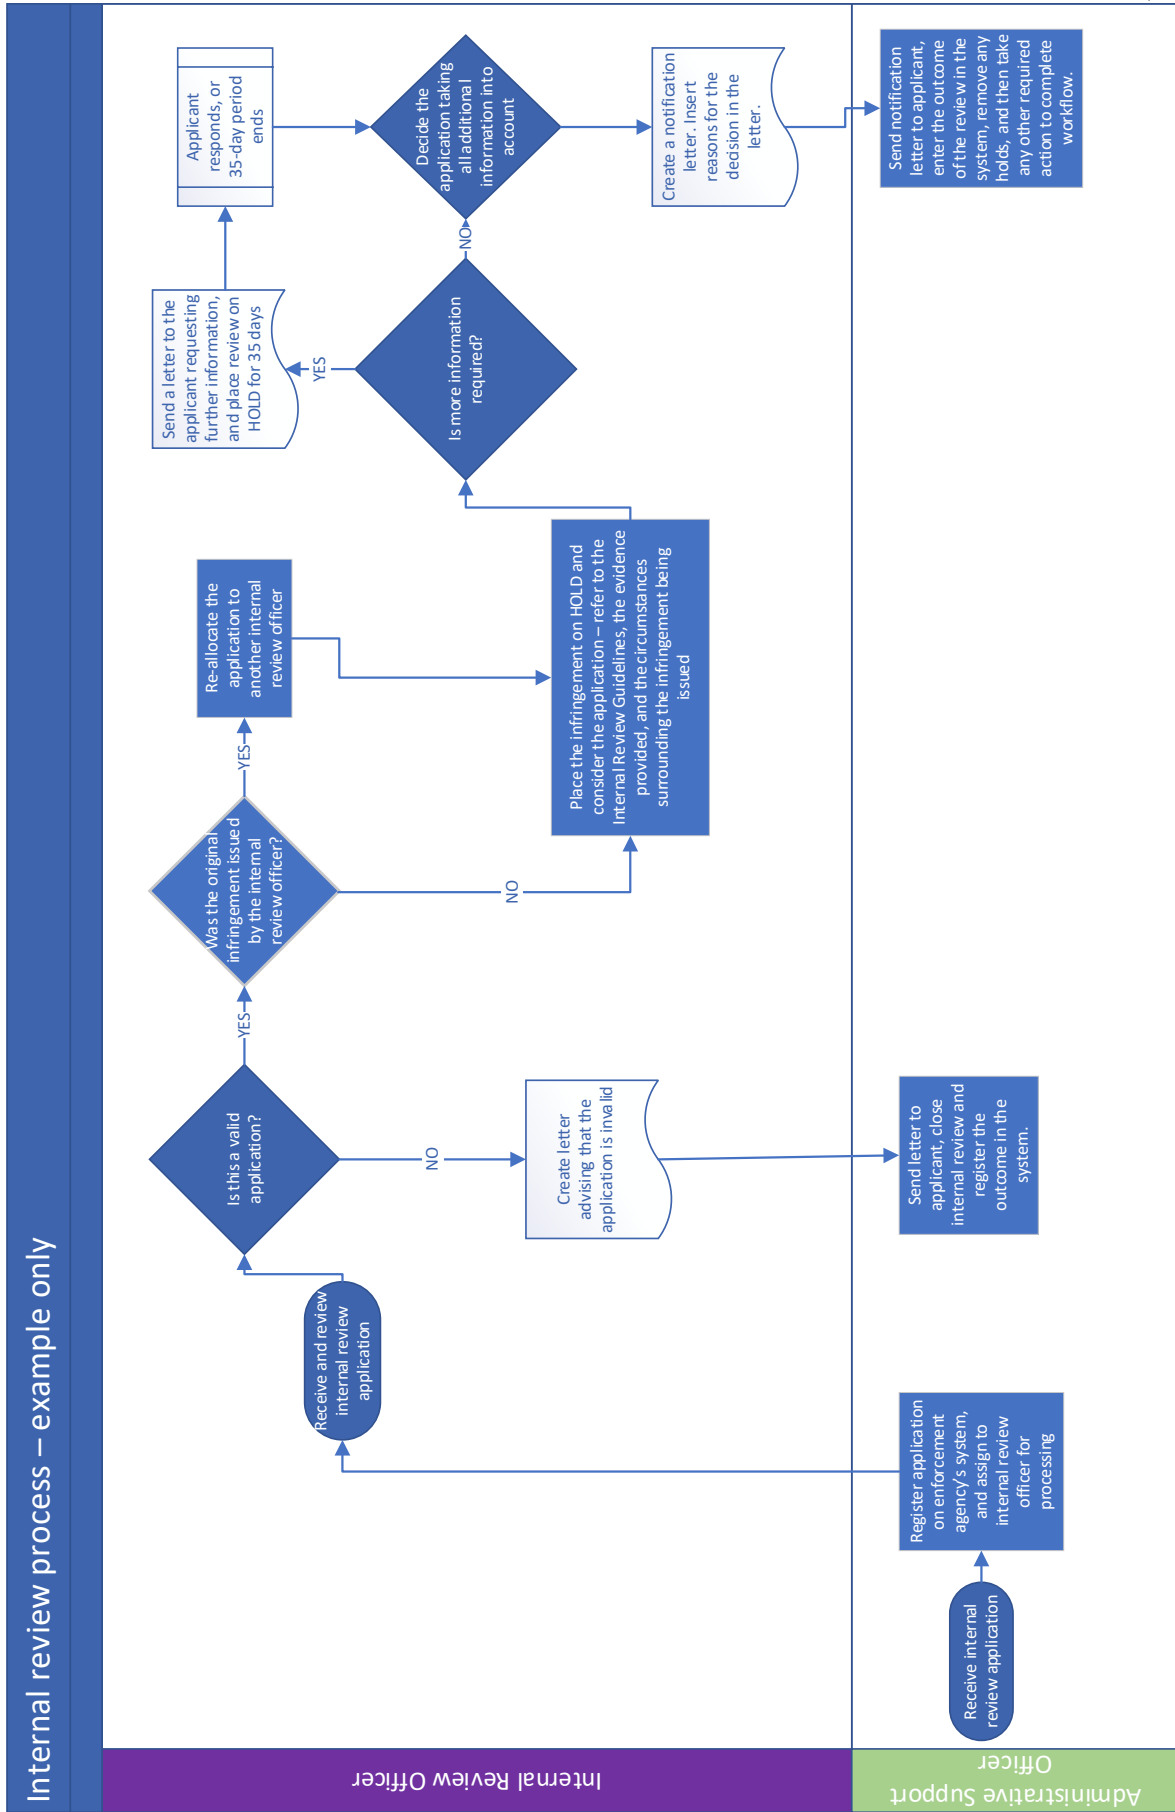 Internal review process – example only
Internal Review Officer
Administrative Support
Officer
Receive internal
review application
Register application
on enforcement
agency's system,
and assign to
internal review
officer for
processing
Receive and review
internal review
application
Is this a valid
application?
NO
Create letter
advising that the
application is invalid
Send letter to
applicant, close
internal review and
register the
outcome in the
system.
YES
Was the original
infringement issued
by the internal
review officer?
YES
Re-allocate the
application to
another internal
review officer
NO
Place the infringement on HOLD and
consider the application – refer to the
Internal Review Guidelines, the evidence
provided, and the circumstances
surrounding the infringement being
issued
Is more information
required?
YES
Send a letter to the
applicant requesting
further information,
and place review on
HOLD for 35 days
Applicant
responds, or
35-day period
ends
NO
Decide the
application taking
all additional
information into
account
Create a notification
letter. Insert
reasons for the
decision in the
letter.
Send notification
letter to applicant,
enter the outcome
of the review in the
system, remove any
holds, and then take
any other required
action to complete
workflow.